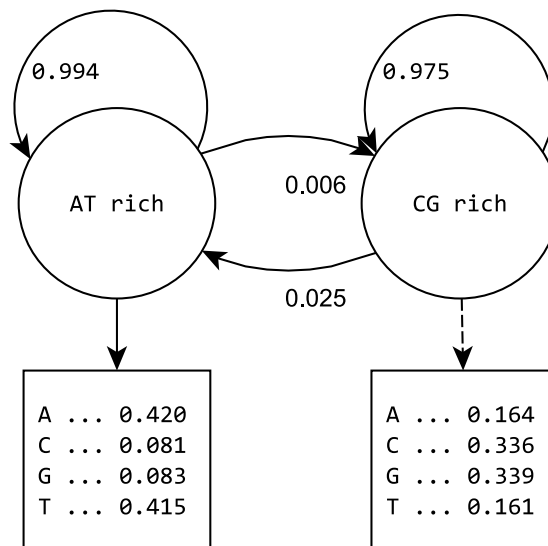 0.994
0.975
AT rich
CG rich
0.006
0.025
A ... 0.420
C ... 0.081
G ... 0.083
T ... 0.415
A ... 0.164
C ... 0.336
G ... 0.339
T ... 0.161